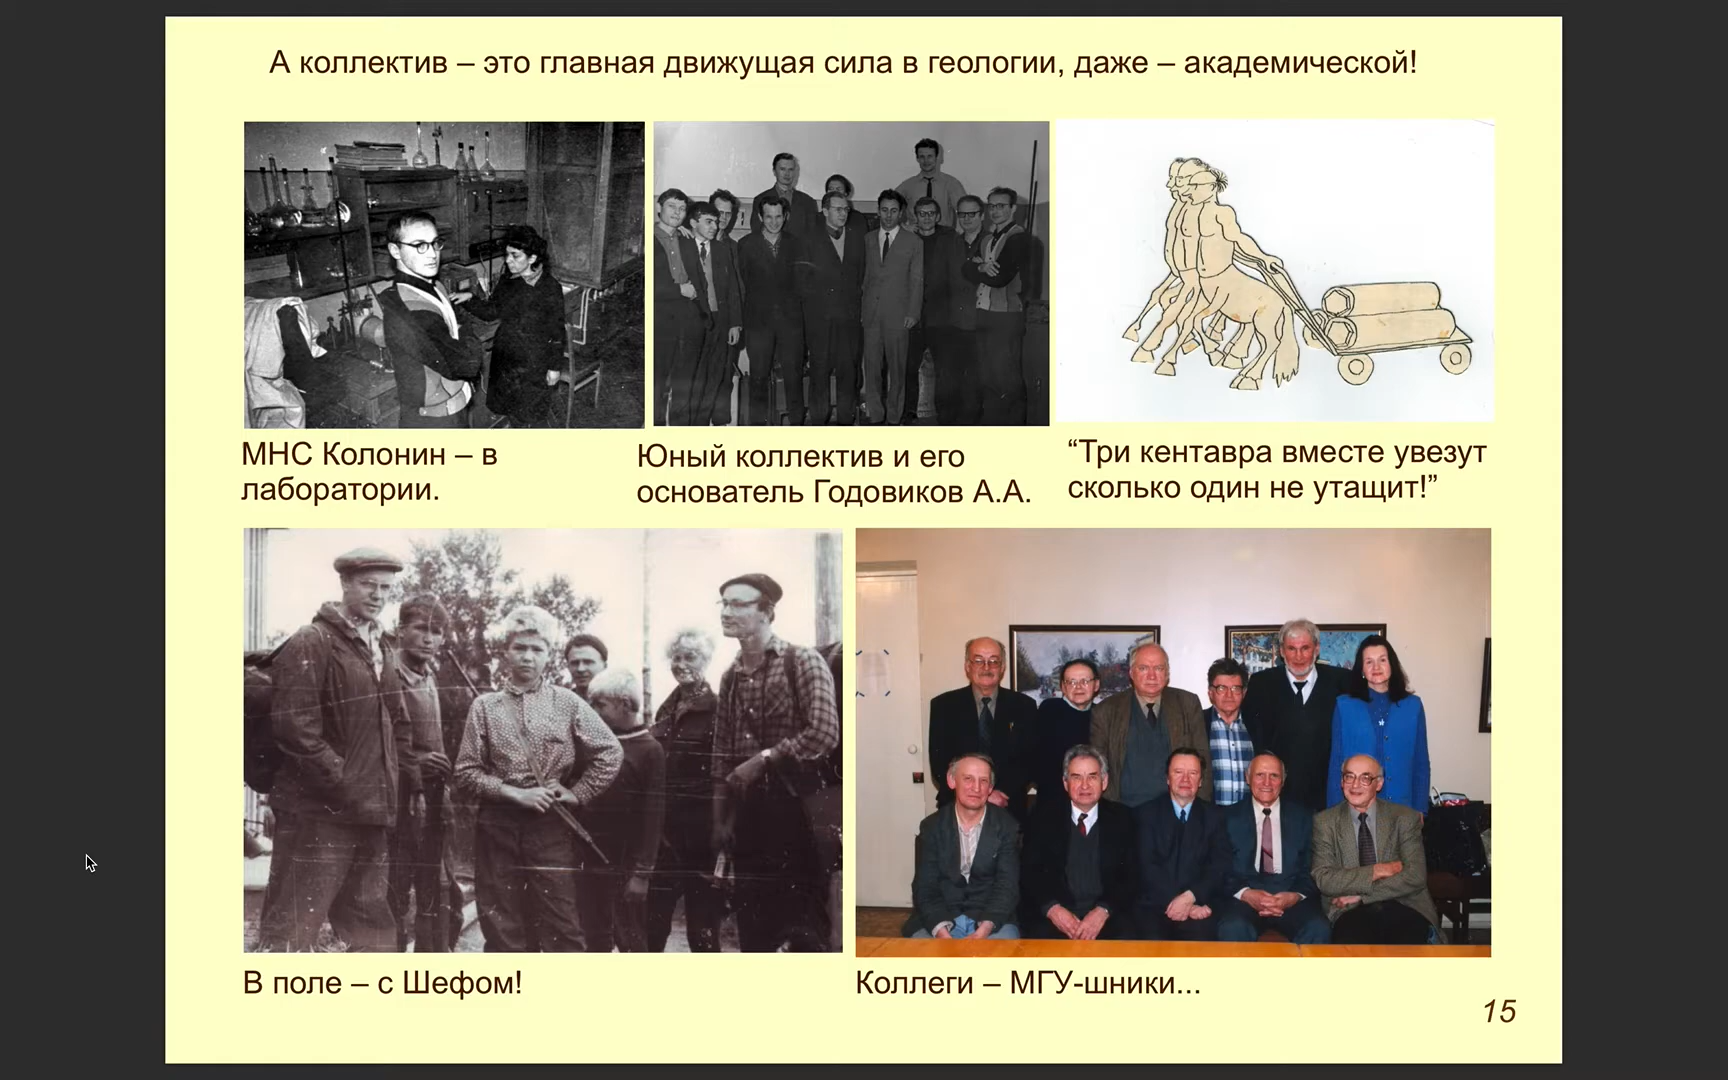 А коллектив – это главная движущая сила в геологии, даже – академической!
МНС Колонин – в
лаборатории.
Юный коллектив и его
основатель Годовиков А.А.
“Три кентавра вместе увезут
сколько один не утащит!”
В поле – с Шефом!
Коллеги – МГУ-шники...
15